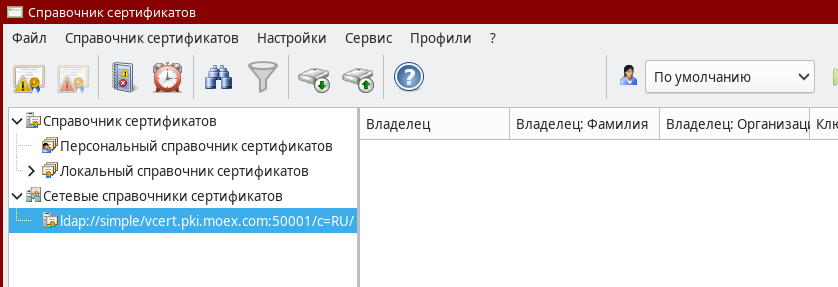 Справочник сертификатов
Файл Справочник сертификатов Настройки Сервис Профили ?
По умолчанию
Справочник сертификатов
Персональный справочник сертификатов
Локальный справочник сертификатов
Сетевые справочники сертификатов
ldap://simple/vcert.pki.moex.com:50001/c=RU/
Владелец Владелец: Фамилия Владелец: Организаци Клю